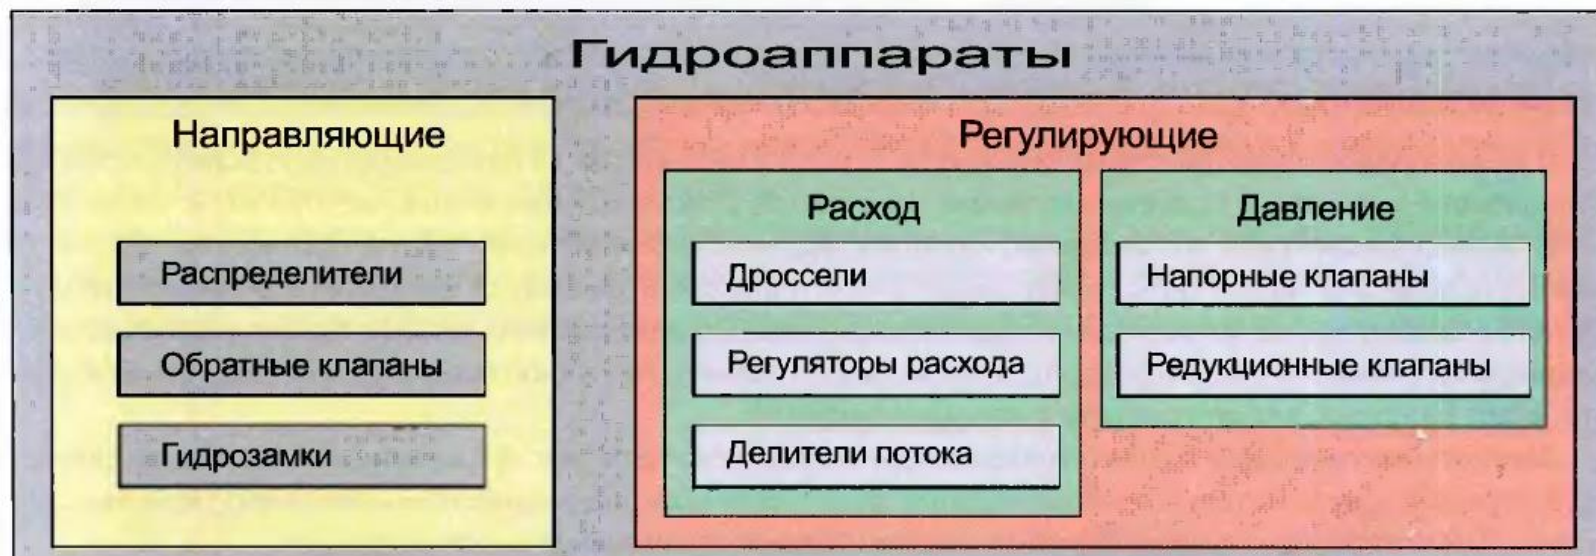 Гидроаппараты
Направляющие
Распределители
Обратные клапаны
Гидрозамки
Регулирующие
Расход
Дроссели
Регуляторы расхода
Делители потока
Давление
Напорные клапаны
Редукционные клапаны